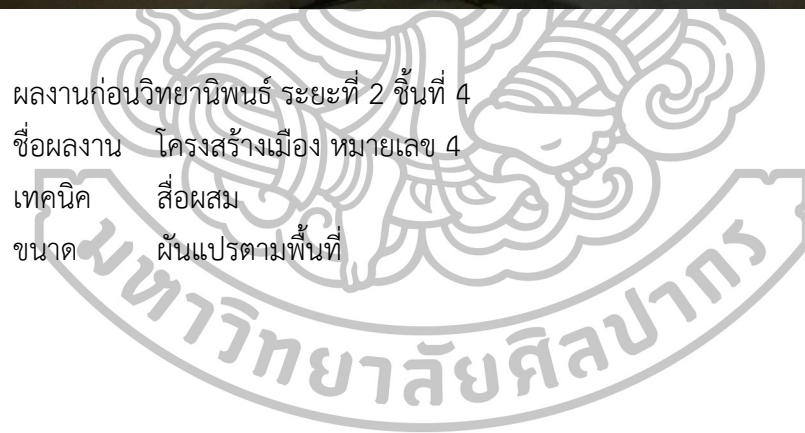 ผลงานก่อนวิทยานิพนธ์ ระยะที่ 2 ชิ้นที่ 4
ชื่อผลงาน โครงสร้างเมือง หมายเลข 4
เทคนิค สื่อผสม
ขนาด ผันแปรตามพื้นที่
มหาวิทยาลัยศิลปากร